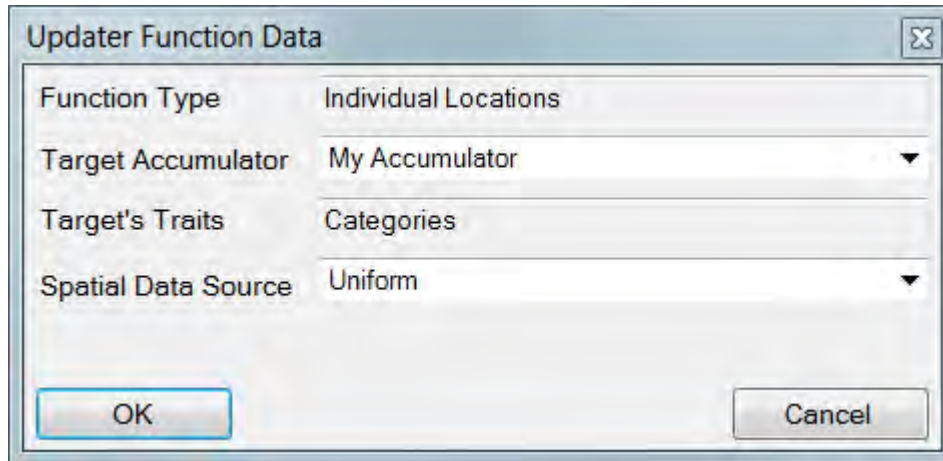 Updater Function Data
Function Type Individual Locations
Target Accumulator My Accumulator
Target's Traits Categories
Spatial Data Source Uniform
OK Cancel